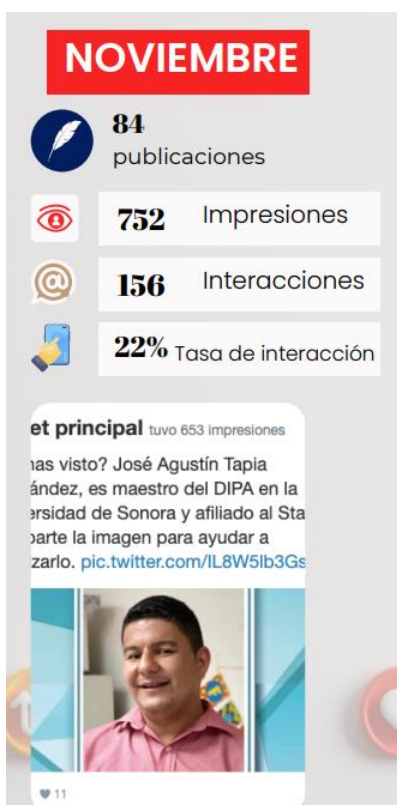 NOVIEMBRE
84
publicaciones
752 Impresiones
156 Interacciones
22% Tasa de interacción
et principal tuvo 653 impresiones
has visto? José Agustín Tapia
ández, es maestro del DIPA en la
ersidad de Sonora y afiliado al Sta
parte la imagen para ayudar a
zarlo. pic.twitter.com/IL8W5Ib3Gs
11